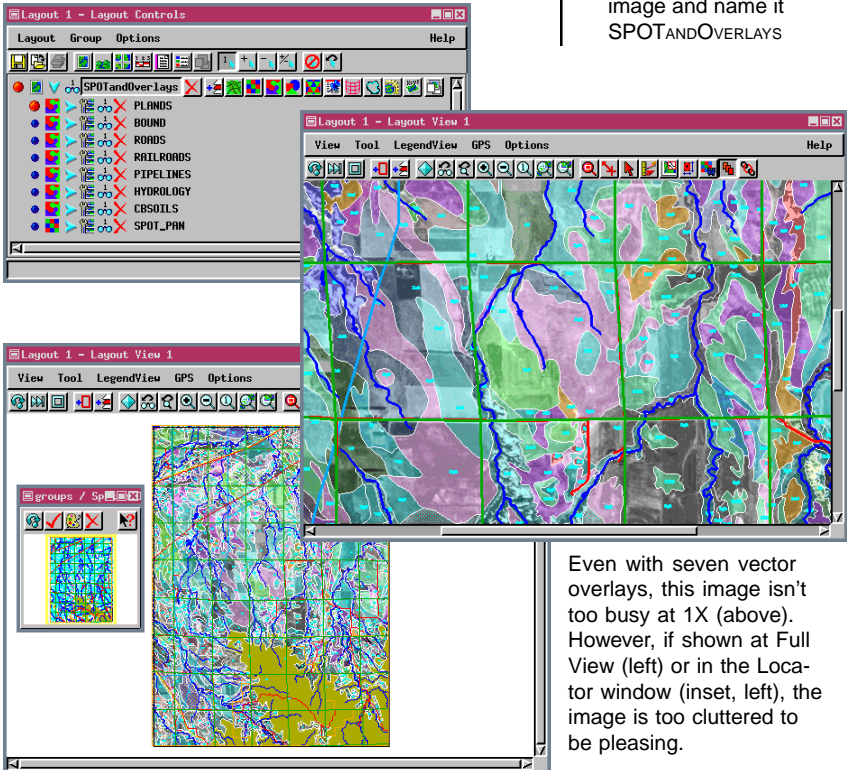 image and name it
SPOTANDOVERLAYS
Layout 1 - Layout Controls
Layout Group Options Help
SPOTandOverlays
PLANDS
BOUND
ROADS
RAILROADS
PIPELINES
HYDROLOGY
CBSOILS
SPOT_PAN
Layout 1 - Layout View 1
View Tool LegendView GPS Options Help
Layout 1 - Layout View 1
View Tool LegendView GPS Options
groups / Sp
Even with seven vector
overlays, this image isn't
too busy at 1X (above).
However, if shown at Full
View (left) or in the Loca-
tor window (inset, left), the
image is too cluttered to
be pleasing.